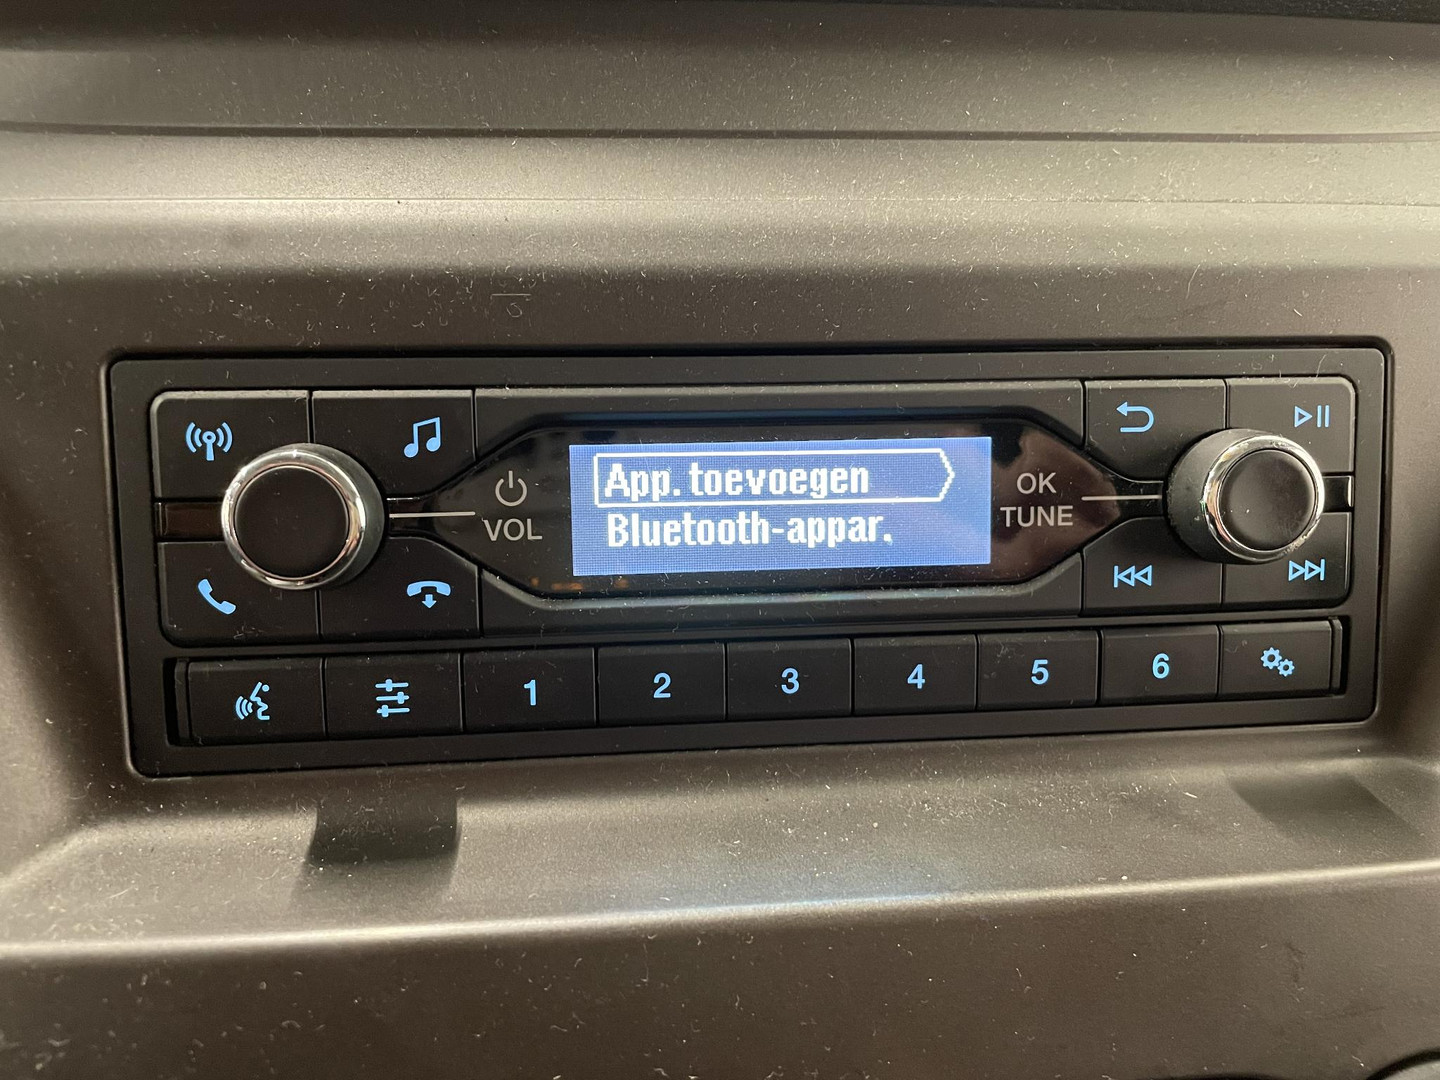 App. toevoegen
Bluetooth-appar.
VOL
OK
TUNE
1 2 3 4 5 6